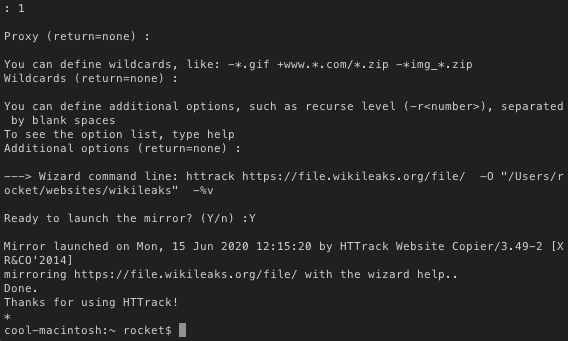 : 1
Proxy (return=none) :
You can define wildcards, like: -*.gif +www.*.com/*.zip -*img_*.zip
Wildcards (return=none) :
You can define additional options, such as recurse level (-r<number>), separated
 by blank spaces
To see the option list, type help
Additional options (return=none) :
---> Wizard command line: httrack https://file.wikileaks.org/file/  -O "/Users/r
ocket/websites/wikileaks"  -%v
Ready to launch the mirror? (Y/n) :Y
Mirror launched on Mon, 15 Jun 2020 12:15:20 by HTTrack Website Copier/3.49-2 [X
R&CO'2014]
mirroring https://file.wikileaks.org/file/ with the wizard help..
Done.
Thanks for using HTTrack!
*
cool-macintosh:~ rocket$